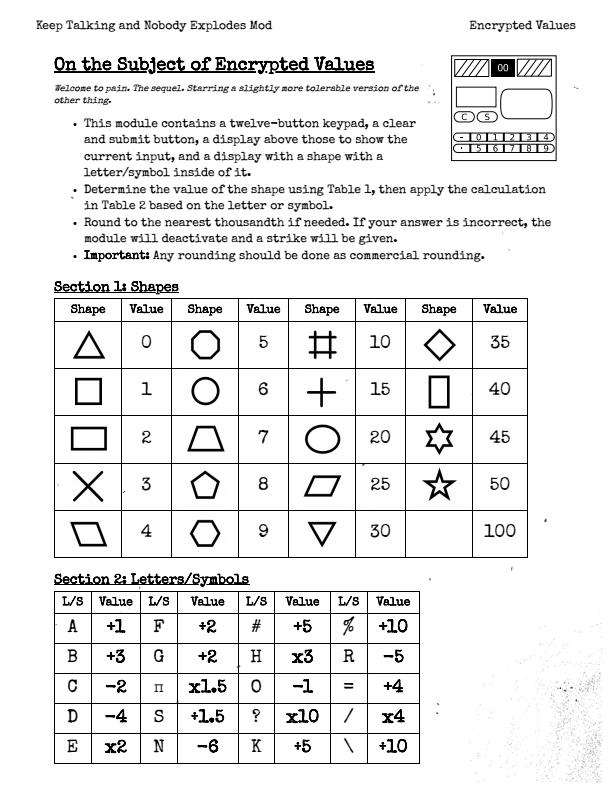 Keep Talking and Nobody Explodes Mod Encrypted Values
On the Subject of Encrypted Values
Welcome to pain. The sequel. Starring a slightly more tolerable version of the
other thing.
00
C S
- 0 1 2 3 4
. 5 6 7 8 9
• This module contains a twelve-button keypad, a clear
and submit button, a display above those to show the
current input, and a display with a shape with a
letter/symbol inside of it.
• Determine the value of the shape using Table 1, then apply the calculation
in Table 2 based on the letter or symbol.
• Round to the nearest thousandth if needed. If your answer is incorrect, the
module will deactivate and a strike will be given.
• Important: Any rounding should be done as commercial rounding.
Section 1: Shapes
Shape Value Shape Value Shape Value Shape Value
0 5 10 35
1 6 15 40
2 7 20 45
3 8 25 50
4 9 30 100
Section 2: Letters/Symbols
L/S Value L/S Value L/S Value L/S Value
A +1 F ÷2 # +5 % +10
B +3 G +2 H x3 R -5
C -2 π x1.5 O -1 = +4
D -4 S ÷1.5 ? x10 / x4
E x2 N -6 K ÷5 \ ÷10